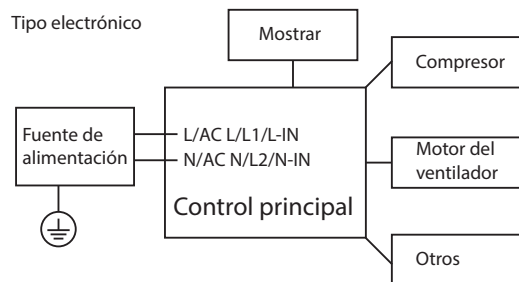 Tipo electrónico
Mostrar
Compresor
Fuente de
alimentación
L/AC L/L1/L-IN
N/AC N/L2/N-IN
Control principal
Motor del
ventilador
Otros